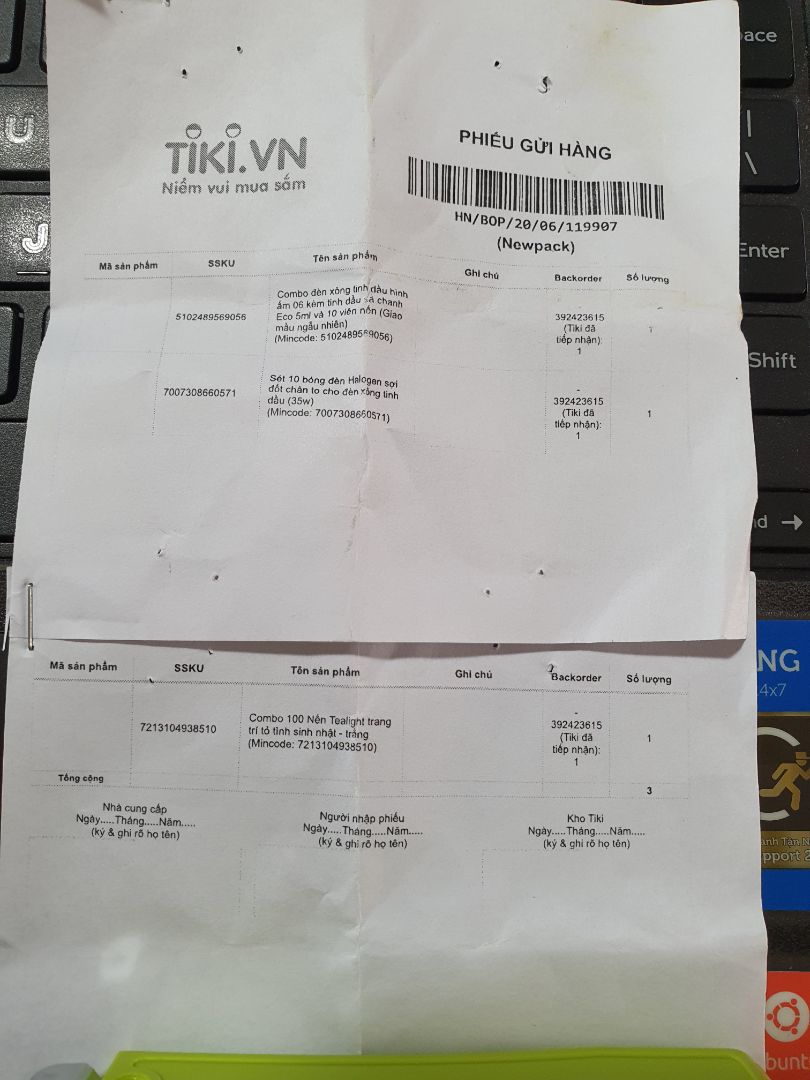 TIKI.VN
Niềm vui mua sắm
PHIẾU GỬI HÀNG
HN/BOP/20/06/119907
(Newpack)
Mã sản phẩm SSKU Tên sản phẩm Ghi chú Backorder Số lượng
5102489569056
Combo đèn xông tinh dầu hình
ấm 06 kèm tinh dầu sả chanh
Eco 5ml và 10 viên nến (Giao
mầu ngẫu nhiên)
(Mincode: 5102489569056)
-
392423615
(Tiki đã
tiếp nhận):
1
1
7007308660571
Sét 10 bóng đèn Halogen sợi
đốt chân to cho đèn xông tinh
dầu (35w)
(Mincode: 7007308660571)
-
392423615
(Tiki đã
tiếp nhận):
1
1
Mã sản phẩm SSKU Tên sản phẩm Ghi chú Backorder Số lượng
7213104938510
Combo 100 Nến Tealight trang
trí tỏ tình sinh nhật - trắng
(Mincode: 7213104938510)
-
392423615
(Tiki đã
tiếp nhận):
1
1
Tổng cộng 3
Nhà cung cấp
Ngày.....Tháng.....Năm.....
(ký & ghi rõ họ tên)
Người nhập phiếu
Ngày.....Tháng.....Năm.....
(ký & ghi rõ họ tên)
Kho Tiki
Ngày.....Tháng.....Năm.....
(ký & ghi rõ họ tên)
U
J
Enter
Shift
NG